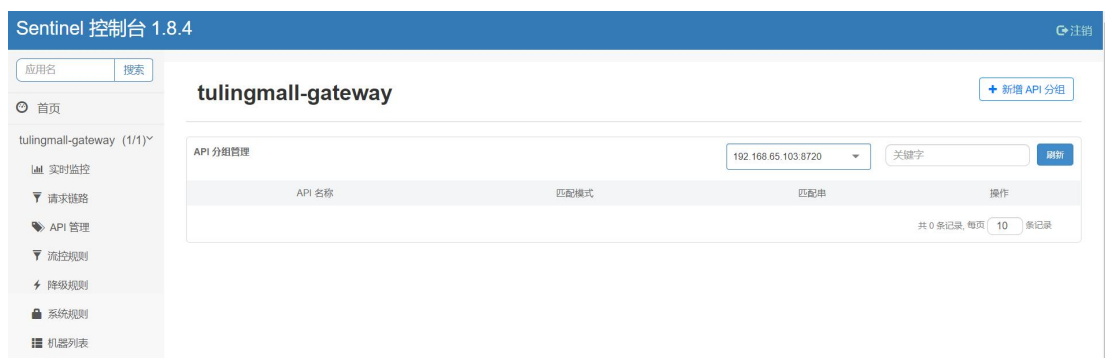 Sentinel 控制台 1.8.4
注销
应用名 搜索
首页
tulingmall-gateway (1/1)
实时监控
请求链路
API 管理
流控规则
降级规则
系统规则
机器列表
tulingmall-gateway
+ 新增 API 分组
API 分组管理
192.168.65.103:8720 关键字 刷新
API 名称 匹配模式 匹配串 操作
共 0 条记录, 每页 10 条记录